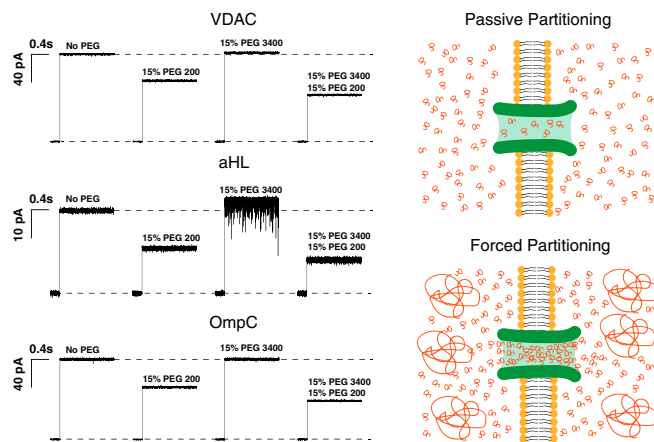 VDAC
0.4s
40 pA
No PEG
15% PEG 200
15% PEG 3400
15% PEG 3400
15% PEG 200
aHL
0.4s
10 pA
No PEG
15% PEG 200
15% PEG 3400
15% PEG 3400
15% PEG 200
OmpC
0.4s
40 pA
No PEG
15% PEG 200
15% PEG 3400
15% PEG 3400
15% PEG 200
Passive Partitioning
Forced Partitioning